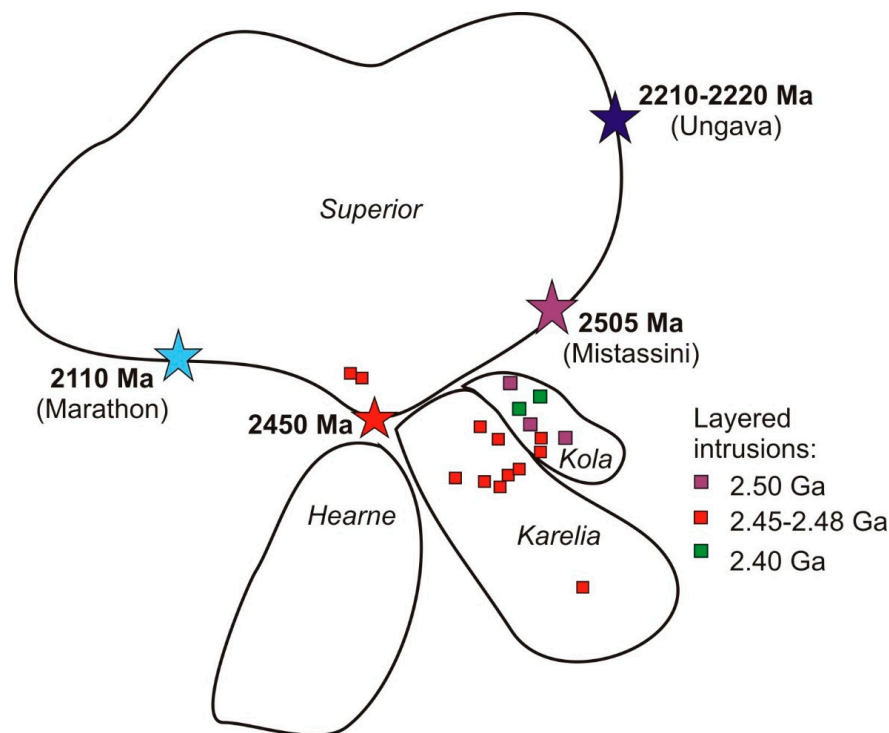 2210-2220 Ma
(Ungava)
Superior
2505 Ma
(Mistassini)
2110 Ma
(Marathon)
2450 Ma
Kola
Hearne
Karelia
Layered
intrusions:
2.50 Ga
2.45-2.48 Ga
2.40 Ga